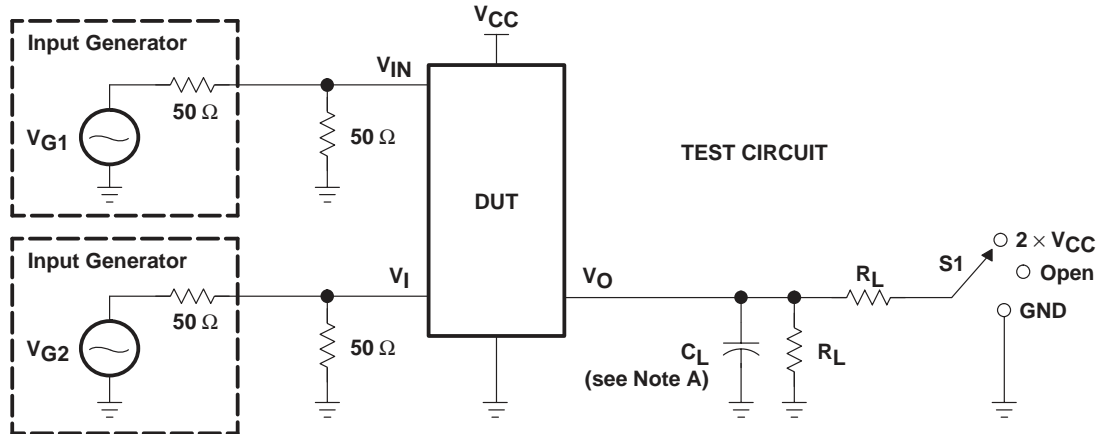 VCC
Input Generator
VIN
50 Ω
VG1
50 Ω
TEST CIRCUIT
DUT
Input Generator
VI
50 Ω
VG2
50 Ω
VO
RL
S1
2 × VCC
Open
GND
CL
(see Note A)
RL